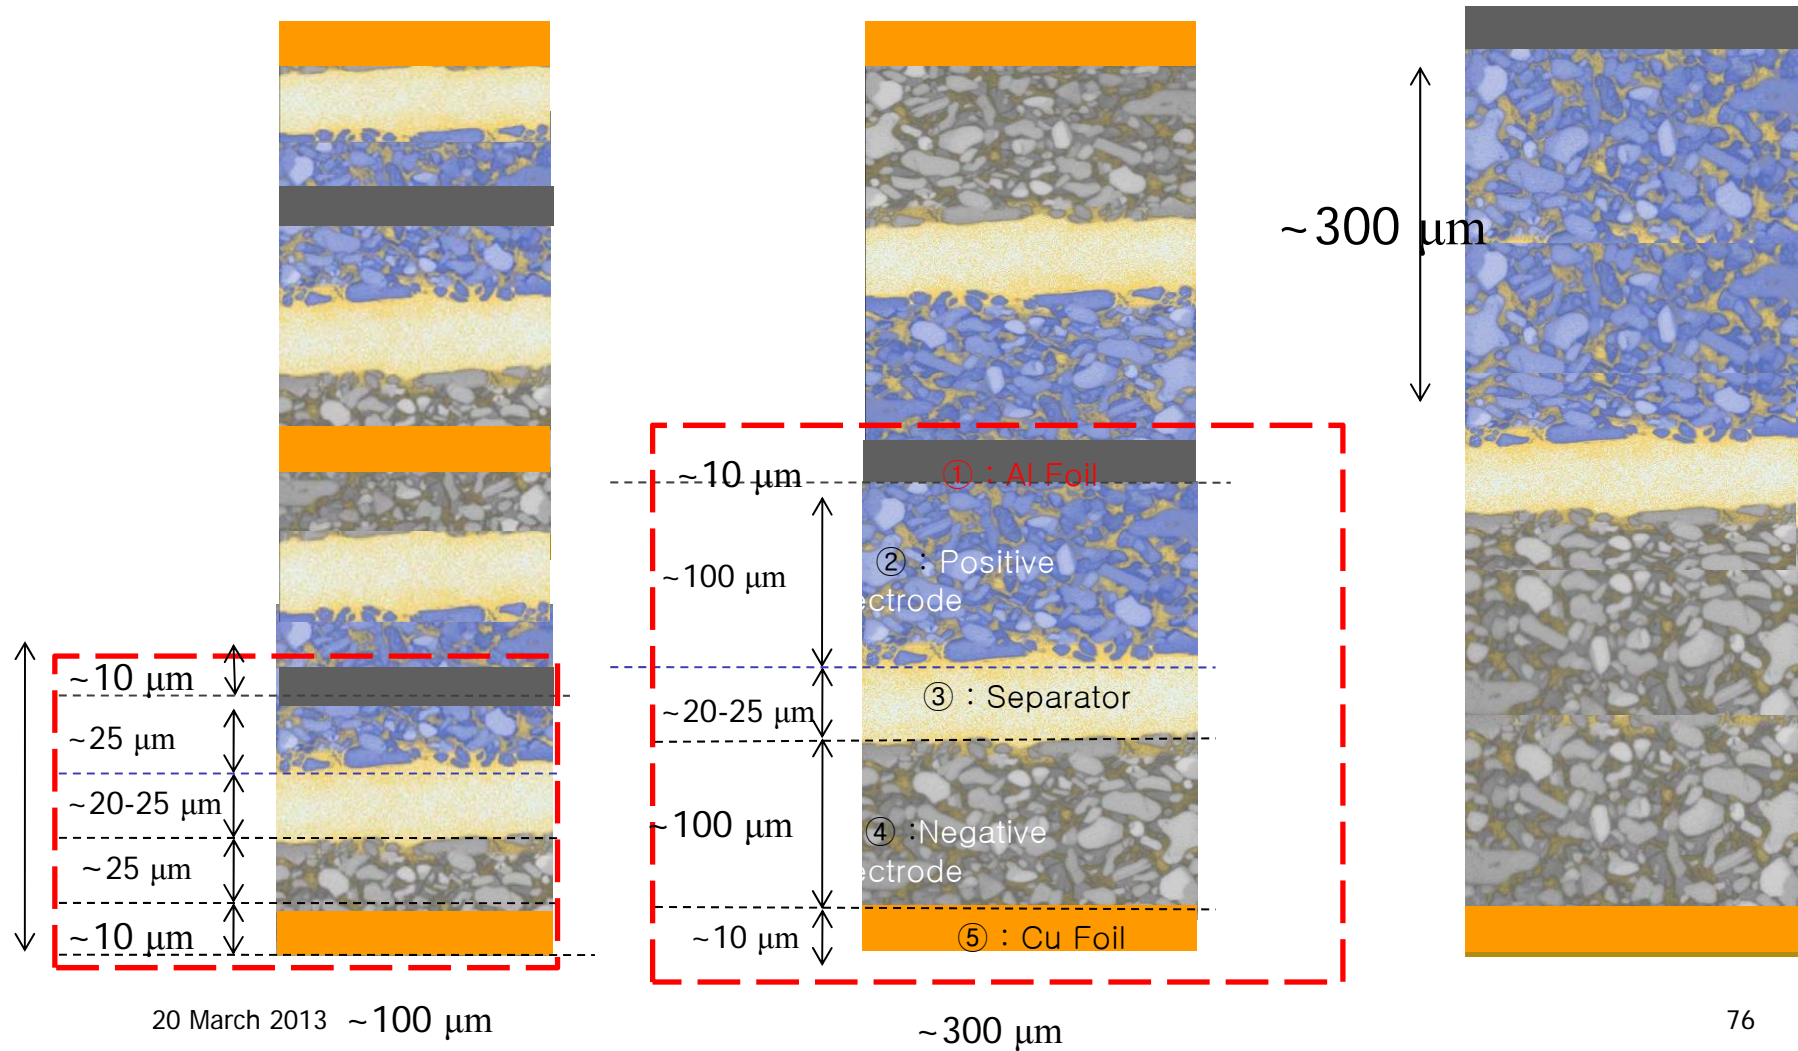 ~300 μm
~10 μm
~25 μm
~20-25 μm
~25 μm
~10 μm
~10 μm
① : Al Foil
~100 μm
② : Positive
ectrode
~20-25 μm
③ : Separator
~100 μm
④ :Negative
ectrode
~10 μm
⑤ : Cu Foil
20 March 2013
~100 μm
~300 μm
76